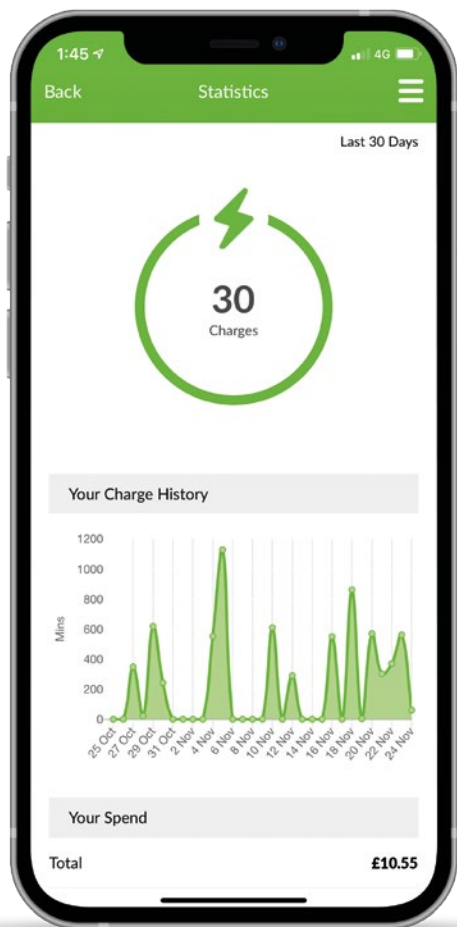 1:45 4G
Back Statistics
Last 30 Days
30
Charges
Your Charge History
1200
1000
800
600
400
200
0
Mins
25 Oct 27 Oct 29 Oct 31 Oct 2 Nov 4 Nov 6 Nov 8 Nov 10 Nov 12 Nov 14 Nov 16 Nov 18 Nov 20 Nov 22 Nov 24 Nov
Your Spend
Total £10.55